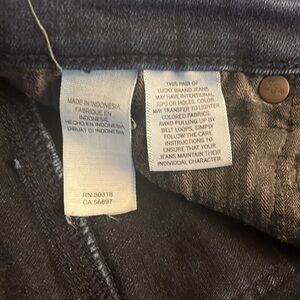 MADE IN INDONESIA
FABRIQUE EN
INDONESIE
HECHO EN INDONESIA
DIBUAT DI INDONESIA
RN 80318
CA 56697
THIS PAIR OF
LUCKY BRAND JEANS
MAY HAVE INTENTIONAL
RIPS OR HOLES. COLOR
MAY TRANSFER TO LIGHTER
COLORED FABRICS.
AVOID PULLING UP BY
BELT LOOPS, SIMPLY
FOLLOW THE CARE
INSTRUCTIONS TO
ENSURE THAT YOUR
JEANS MAINTAIN THEIR
INDIVIDUAL CHARACTER.